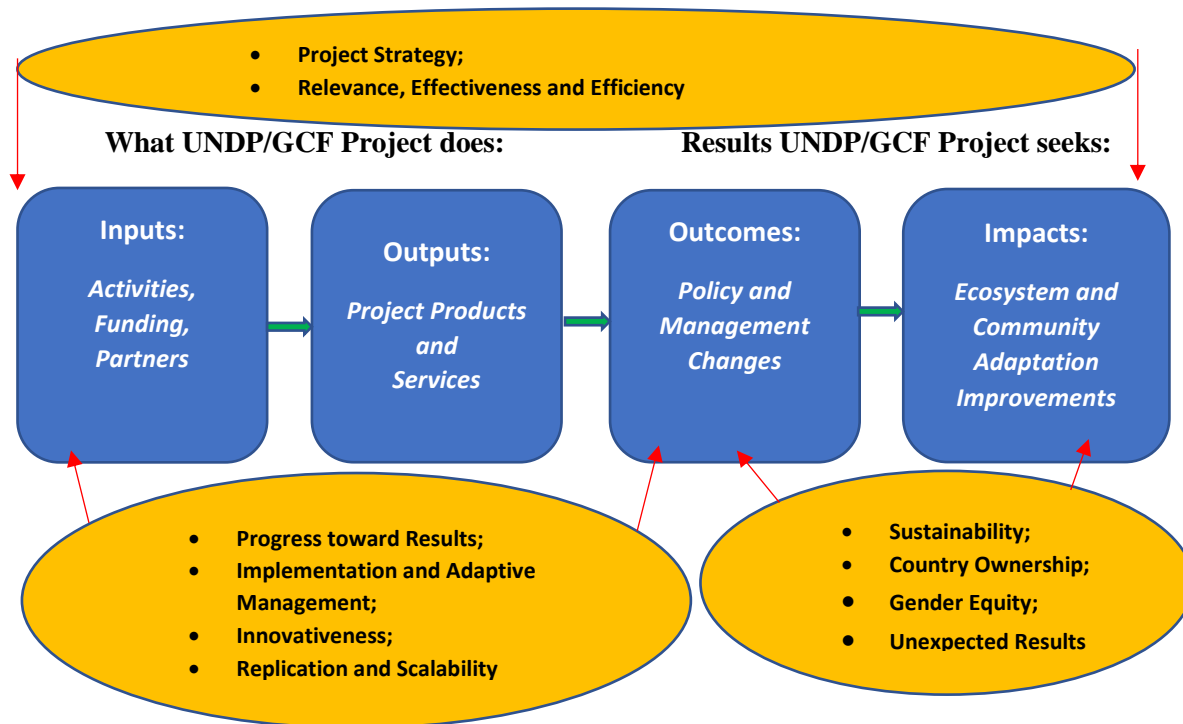 • Project Strategy;
• Relevance, Effectiveness and Efficiency
What UNDP/GCF Project does:
Results UNDP/GCF Project seeks:
Inputs:
Activities,
Funding,
Partners
Outputs:
Project Products
and
Services
Outcomes:
Policy and
Management
Changes
Impacts:
Ecosystem and
Community
Adaptation
Improvements
• Progress toward Results;
• Implementation and Adaptive
Management;
• Innovativeness;
• Replication and Scalability
• Sustainability;
• Country Ownership;
• Gender Equity;
• Unexpected Results